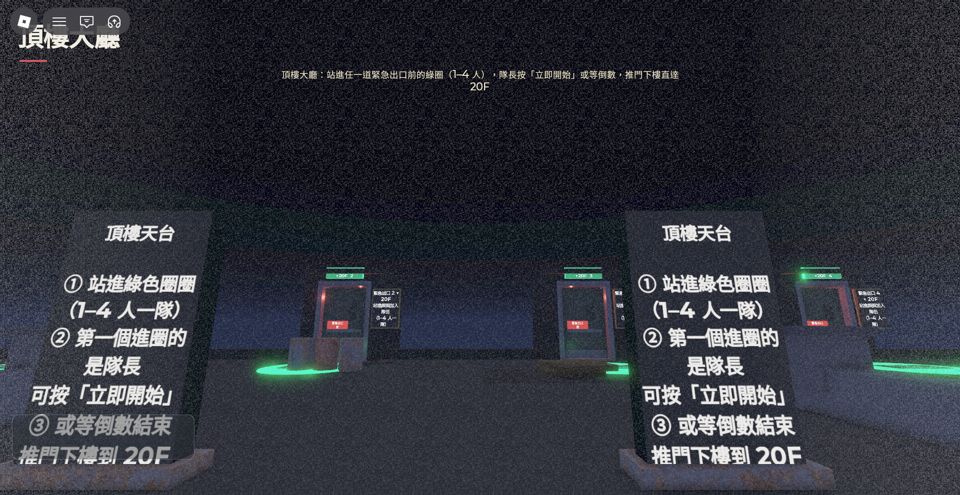 頂樓大廳
頂樓大廳：站進任一道緊急出口前的綠圈（1–4 人），隊長按「立即開始」或等倒數，推門下樓直達
20F
頂樓天台
① 站進綠色圈圈
（1–4 人一隊）
② 第一個進圈的
是隊長
可按「立即開始」
③ 或等倒數結束
推門下樓到 20F
頂樓天台
① 站進綠色圈圈
（1–4 人一隊）
② 第一個進圈的
是隊長
可按「立即開始」
③ 或等倒數結束
推門下樓到 20F
緊急出口 2
20F